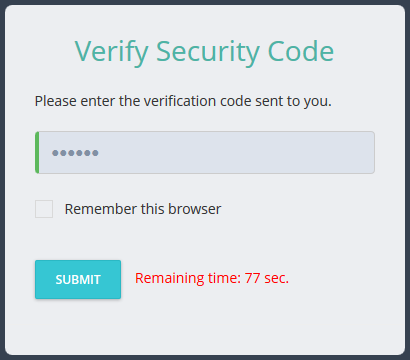 Verify Security Code
Please enter the verification code sent to you.
••••••
Remember this browser
SUBMIT
Remaining time: 77 sec.